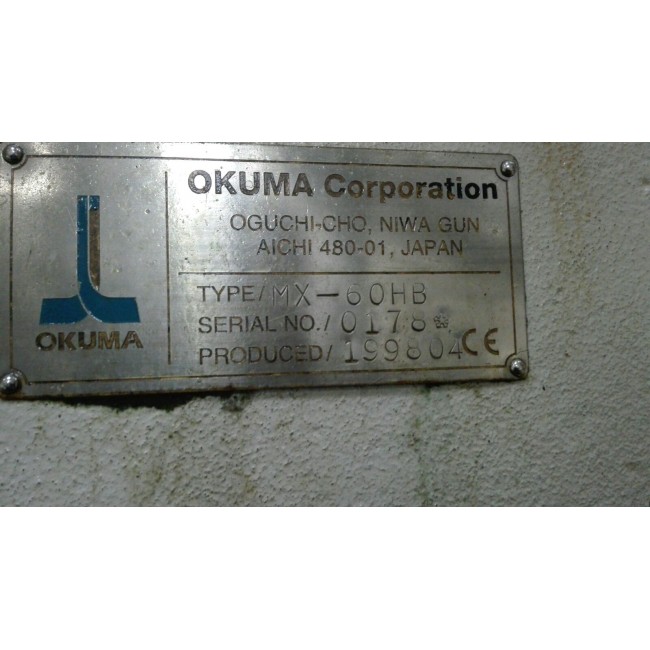 OKUMA
OKUMA Corporation
OGUCHI-CHO, NIWA GUN
AICHI 480-01, JAPAN
TYPE/MX-60HB
SERIAL NO./0178
PRODUCED/199804 CE